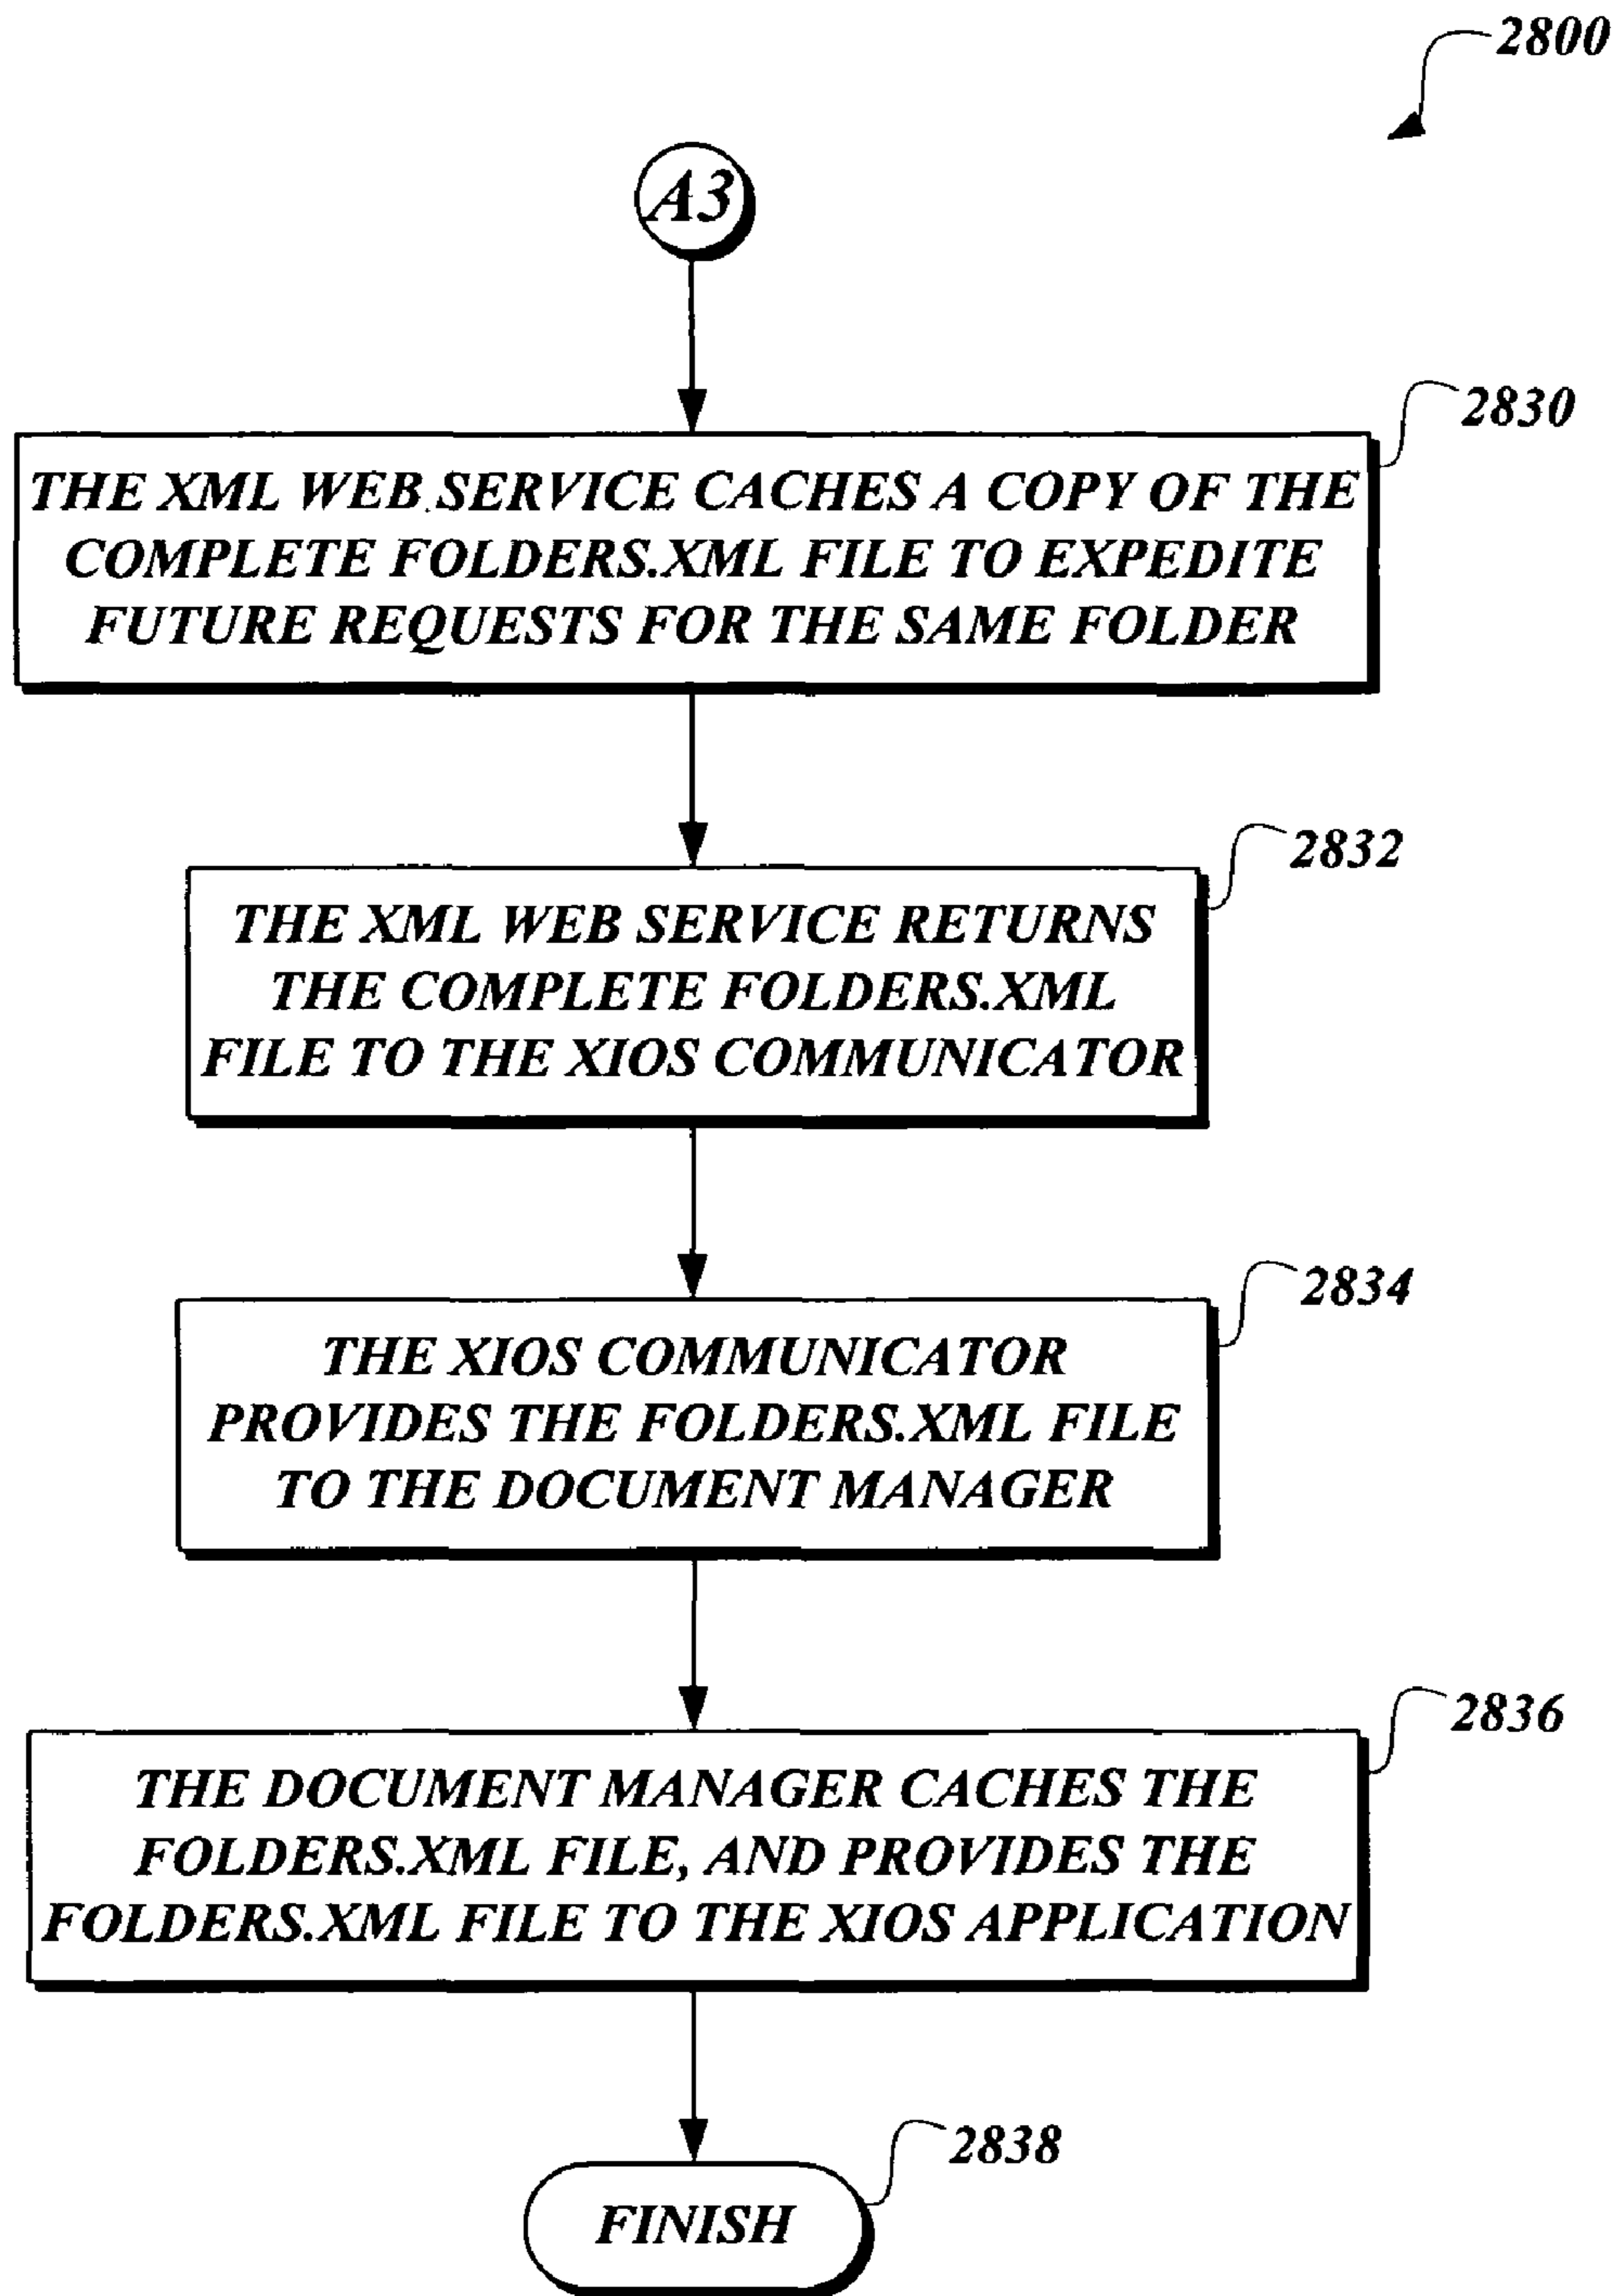 2800
A3
2830
THE XML WEB SERVICE CACHES A COPY OF THE
COMPLETE FOLDERS.XML FILE TO EXPEDITE
FUTURE REQUESTS FOR THE SAME FOLDER
2832
THE XML WEB SERVICE RETURNS
THE COMPLETE FOLDERS.XML
FILE TO THE XIOS COMMUNICATOR
2834
THE XIOS COMMUNICATOR
PROVIDES THE FOLDERS.XML FILE
TO THE DOCUMENT MANAGER
2836
THE DOCUMENT MANAGER CACHES THE
FOLDERS.XML FILE, AND PROVIDES THE
FOLDERS.XML FILE TO THE XIOS APPLICATION
2838
FINISH